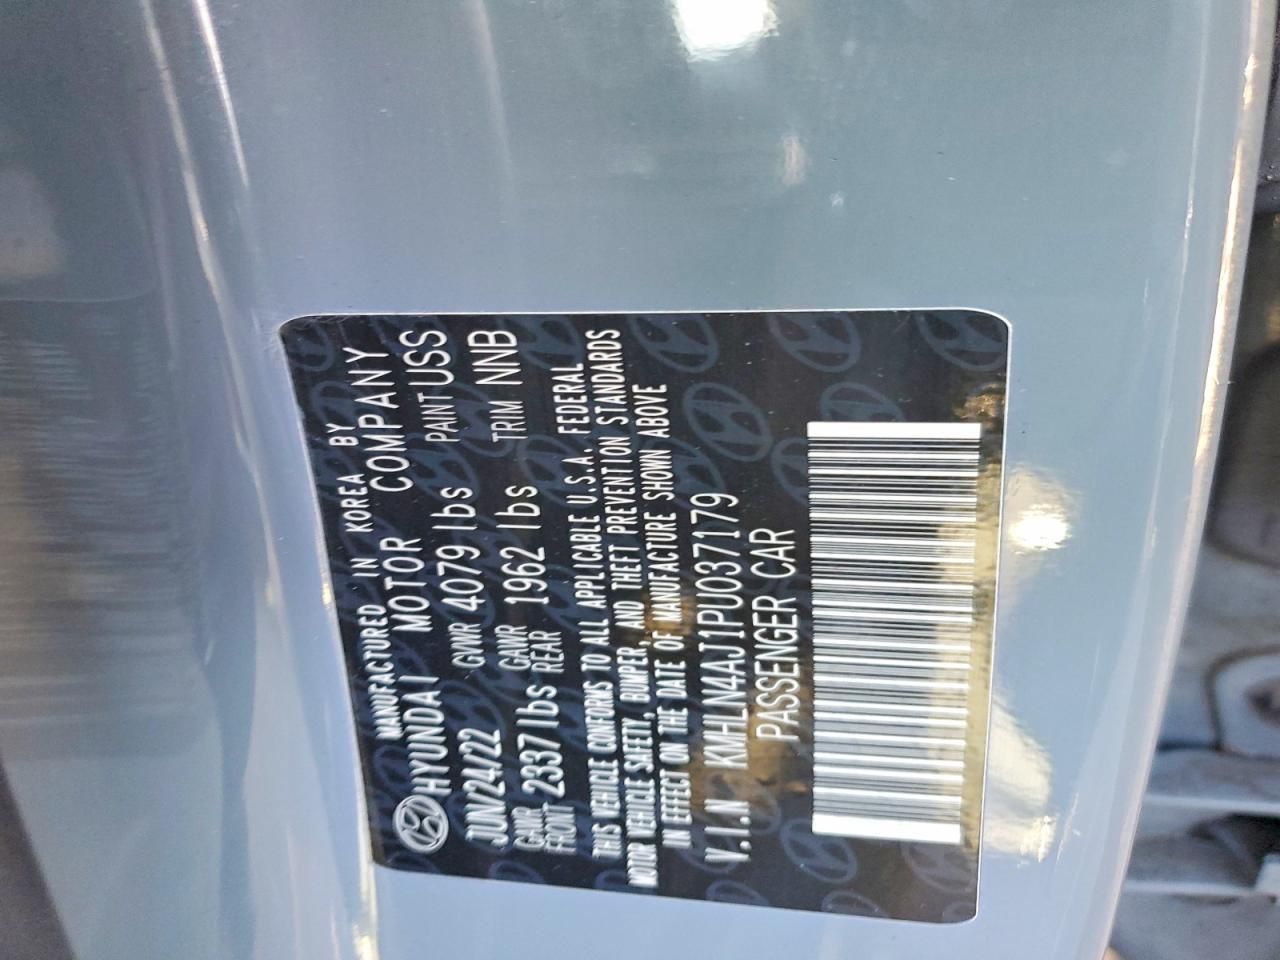 MANUFACTURED IN KOREA BY
HYUNDAI MOTOR COMPANY
JUN/24/22 GVWR 4079 lbs PAINT USS
GAWR FRONT 2337 lbs GAWR REAR 1962 lbs TRIM NNB
THIS VEHICLE CONFORMS TO ALL APPLICABLE U.S.A. FEDERAL
MOTOR VEHICLE SAFETY, BUMPER, AND THEFT PREVENTION STANDARDS
IN EFFECT ON THE DATE OF MANUFACTURE SHOWN ABOVE
V.I.N KMHLN4AJ1PU037179
PASSENGER CAR